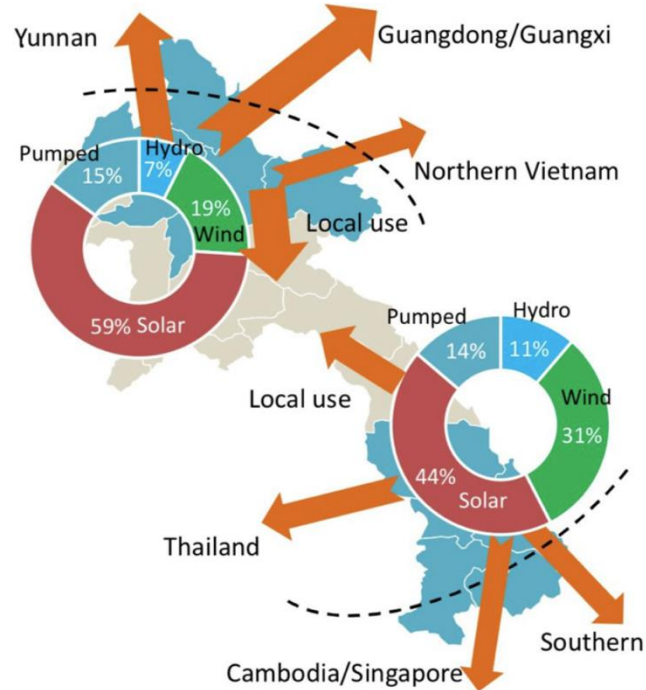 Yunnan
Guangdong/Guangxi
Pumped
15%
Hydro
7%
Northern Vietnam
19%
Wind
Local use
59% Solar
Pumped
14%
Hydro
11%
Local use
Wind
31%
44%
Solar
Thailand
Southern
Cambodia/Singapore